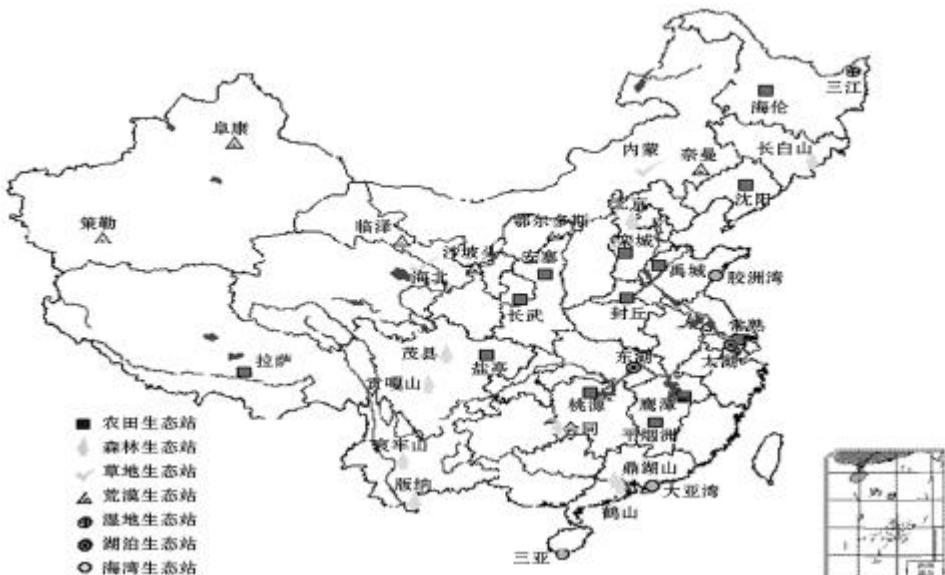 三江
海伦
阜康
内蒙
奈曼
长白山
沈阳
北京
策勒
临泽
鄂尔多斯
栾城
沙坡头
安塞
禹城
胶州湾
海北
长武
封丘
常熟
太湖
茂县
盐亭
东湖
拉萨
贡嘎山
桃源
鹰潭
会同
千烟洲
哀牢山
鼎湖山
版纳
大亚湾
鹤山
三亚
农田生态站
森林生态站
草地生态站
荒漠生态站
湿地生态站
湖泊生态站
海湾生态站